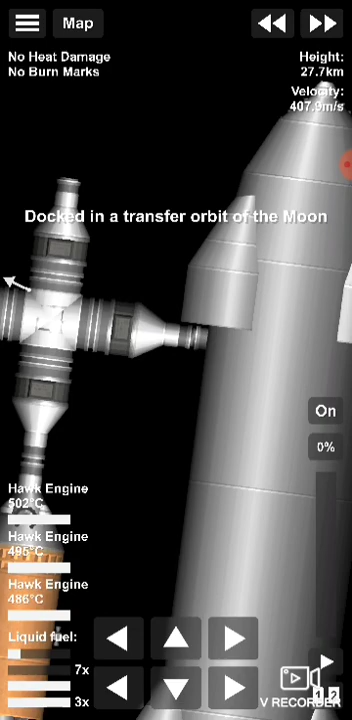 Map
No Heat Damage
No Burn Marks
Height:
27.7km
Velocity:
407.9m/s
Docked in a transfer orbit of the Moon
On
0%
Hawk Engine
502°C
Hawk Engine
495°C
Hawk Engine
486°C
Liquid fuel:
7x
3x
V RECORDER